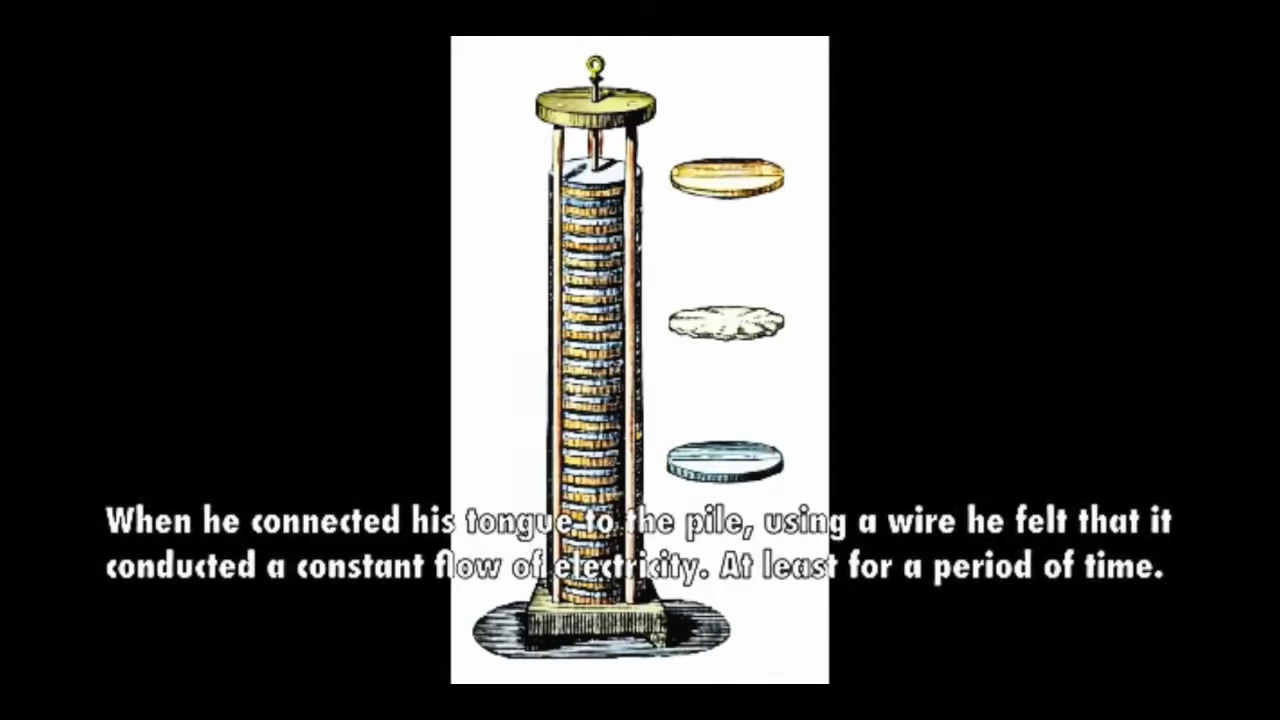 When he connected his tongue to the pile, using a wire he felt that it
conducted a constant flow of electricity. At least for a period of time.